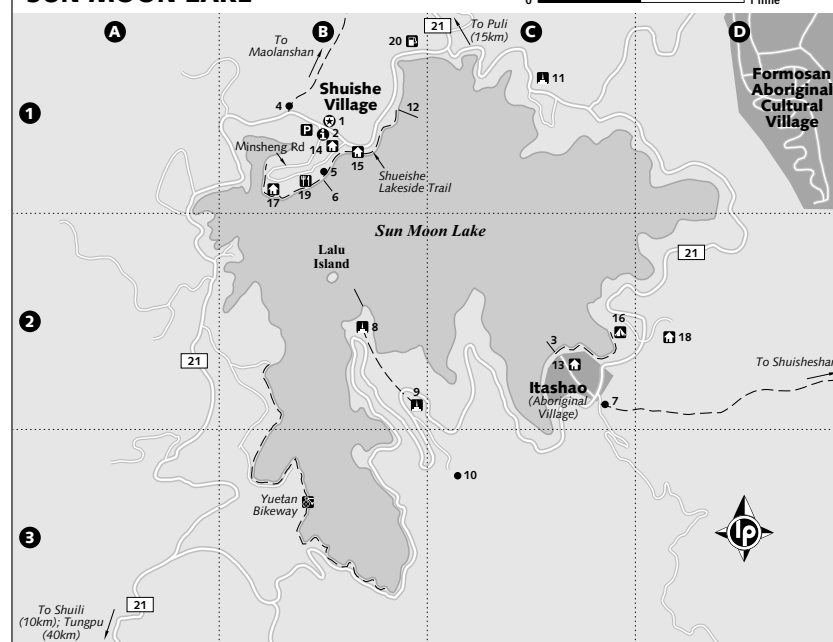 SUN MOON LAKE
0
1 mile
A
B
C
D
To
Maolanshan
20
21
To Puli
(15km)
11
Formosan
Aboriginal
Cultural
Village
Shuishe
Village
12
1
4
1
P
i 2
Minsheng Rd
14
15
5
Shueishe
Lakeside Trail
6
17
19
Sun Moon Lake
Lalu
Island
21
2
8
16
18
3
13
21
9
Itashao
(Aboriginal
Village)
7
To Shuisheshan
10
Yuetan
Bikeway
3
lp
21
To Shuili
(10km); Tungpu
(40km)